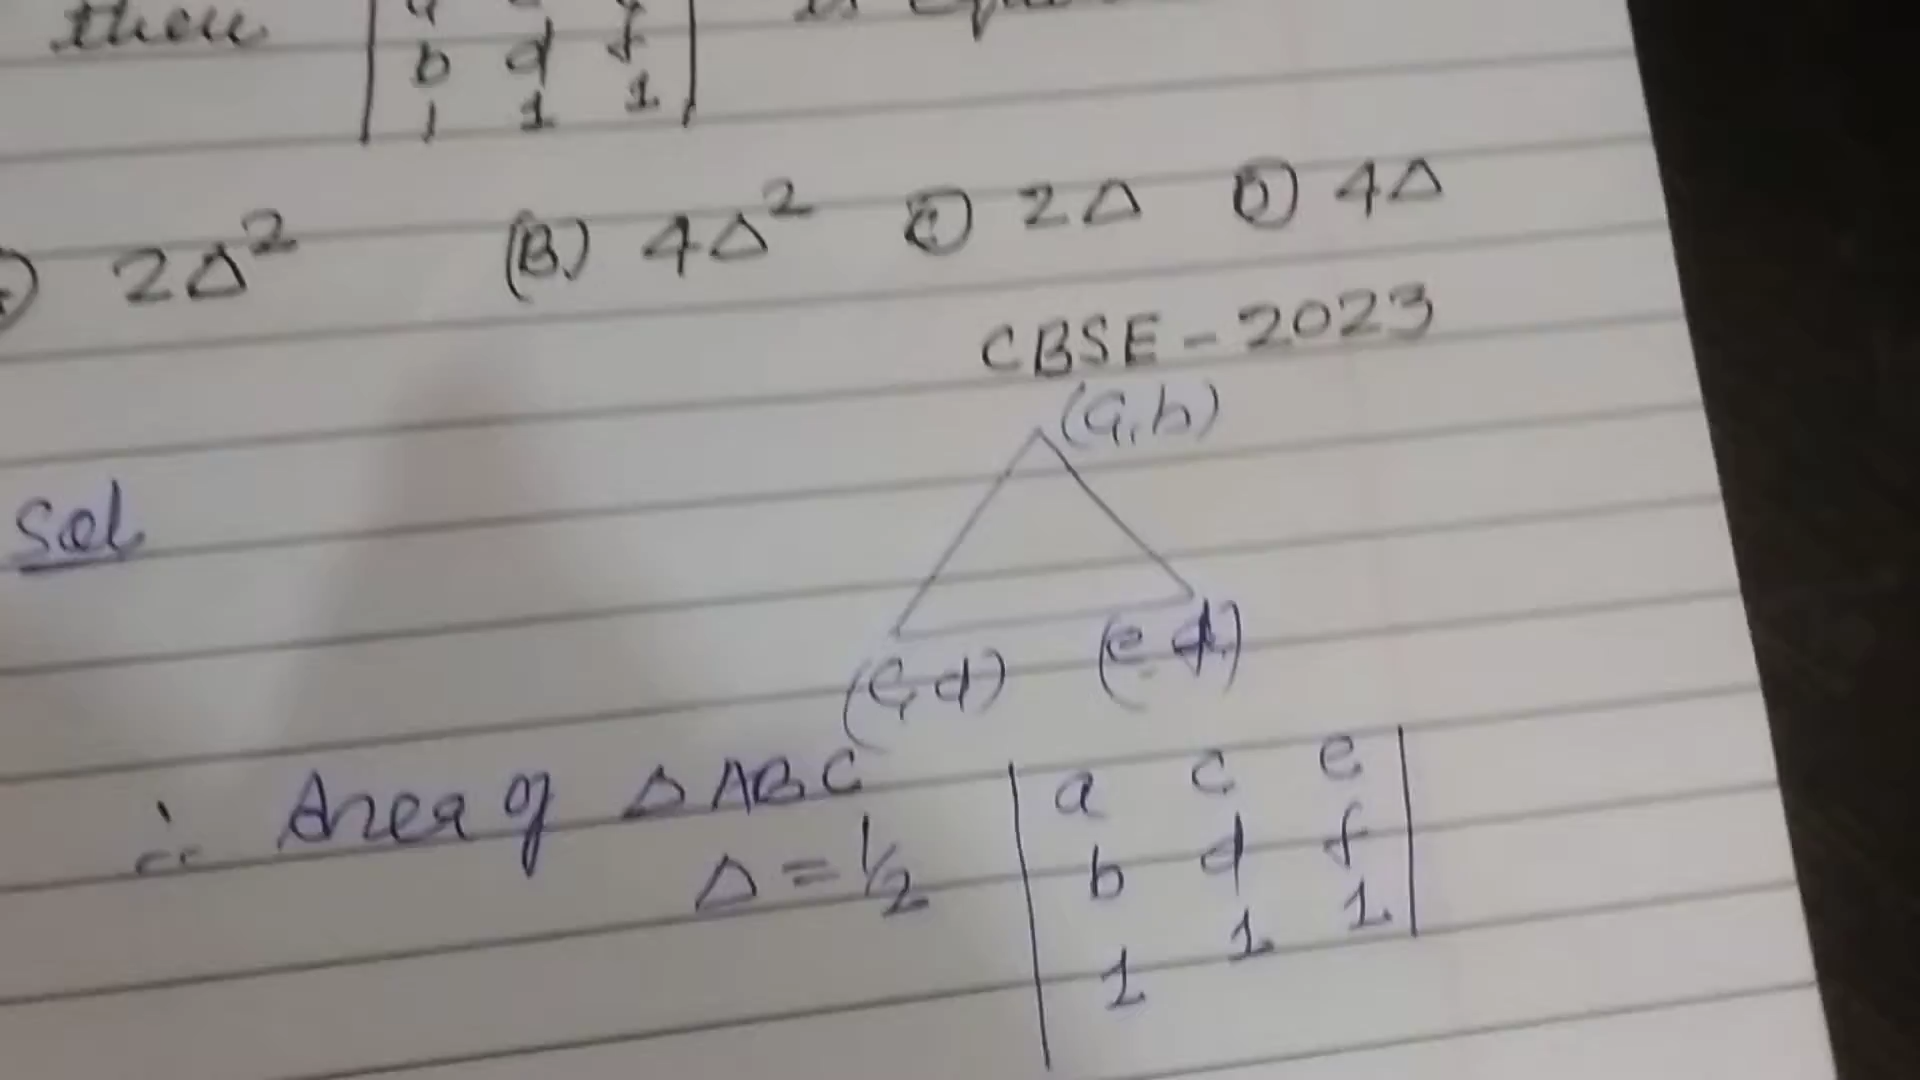 then | a
b d f
1 1 1 |
2Δ² (B) 4Δ² (C) 2Δ (D) 4Δ
CBSE - 2023
(a,b)
Sol
(c,d) (e d)
∴ Area of ΔABC
Δ = 1/2 | a c e
b d f
1 1 1 |